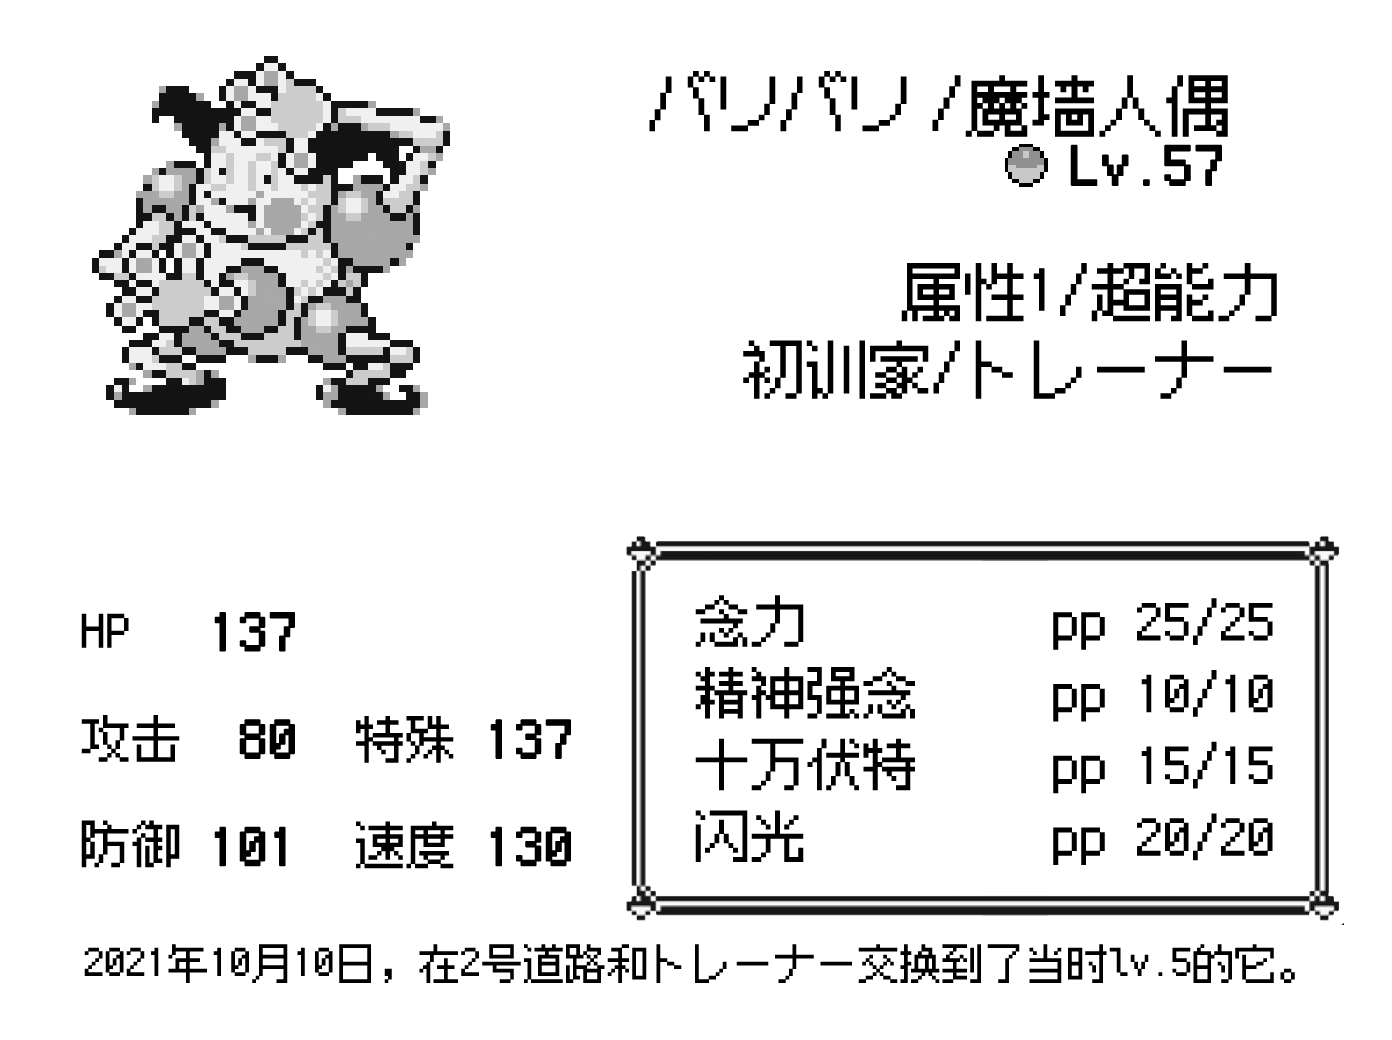 バリバリ/魔墙人偶
Lv.57
属性1/超能力
初训家/トレーナー
HP 137
攻击 80 特殊 137
防御 101 速度 130
念力 pp 25/25
精神强念 pp 10/10
十万伏特 pp 15/15
闪光 pp 20/20
2021年10月10日，在2号道路和トレーナー交换到了当时lv.5的它。